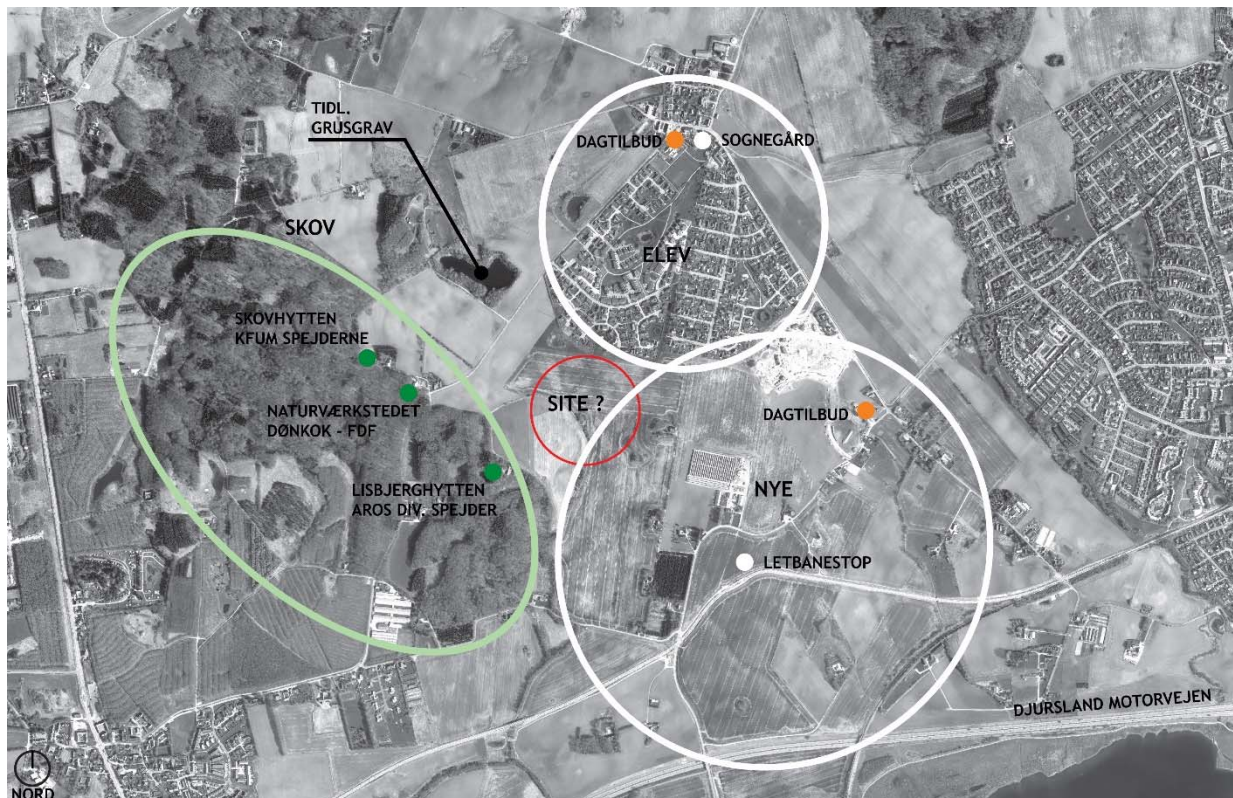 TIDL.
GRUSGRAV
DAGTILBUD
SOGNEGÅRD
SKOV
ELEV
SKOVHYTTEN
KFUM SPEJDERNE
NATURVÆRKSTEDET
DØNKOK - FDF
SITE ?
DAGTILBUD
LISBJERGHYTTEN
AROS DIV. SPEJDER
NYE
LETBANESTOP
DJURSLAND MOTORVEJEN
NORD